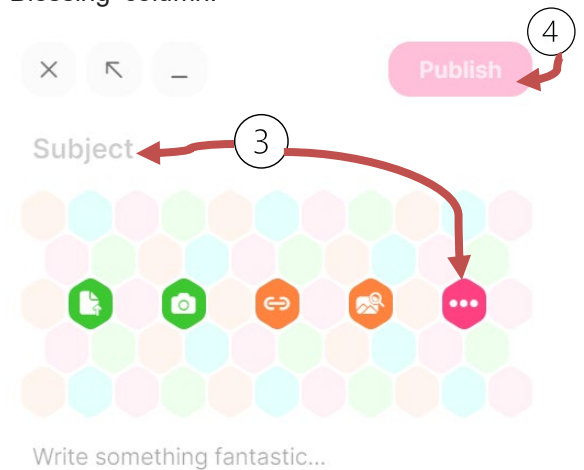 Blessing" column.
4
Publish
Subject
3
Write something fantastic...